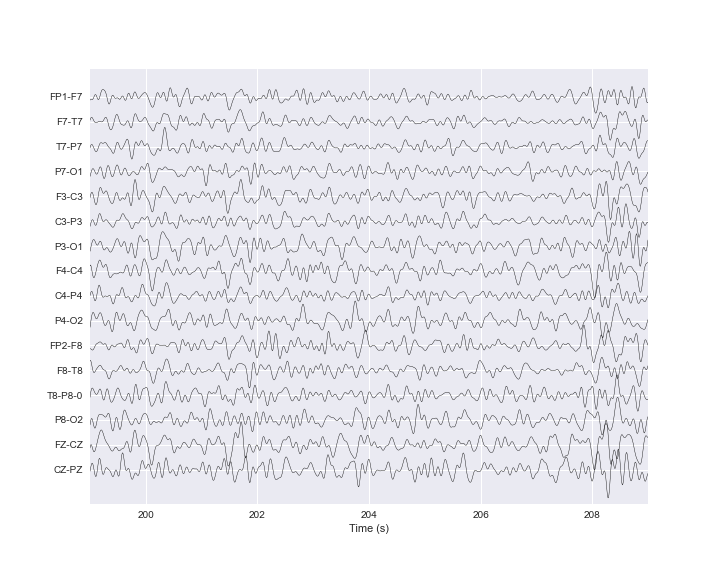 FP1-F7
F7-T7
T7-P7
P7-O1
F3-C3
C3-P3
P3-O1
F4-C4
C4-P4
P4-O2
FP2-F8
F8-T8
T8-P8-0
P8-O2
FZ-CZ
CZ-PZ
200 202 204 206 208
Time (s)